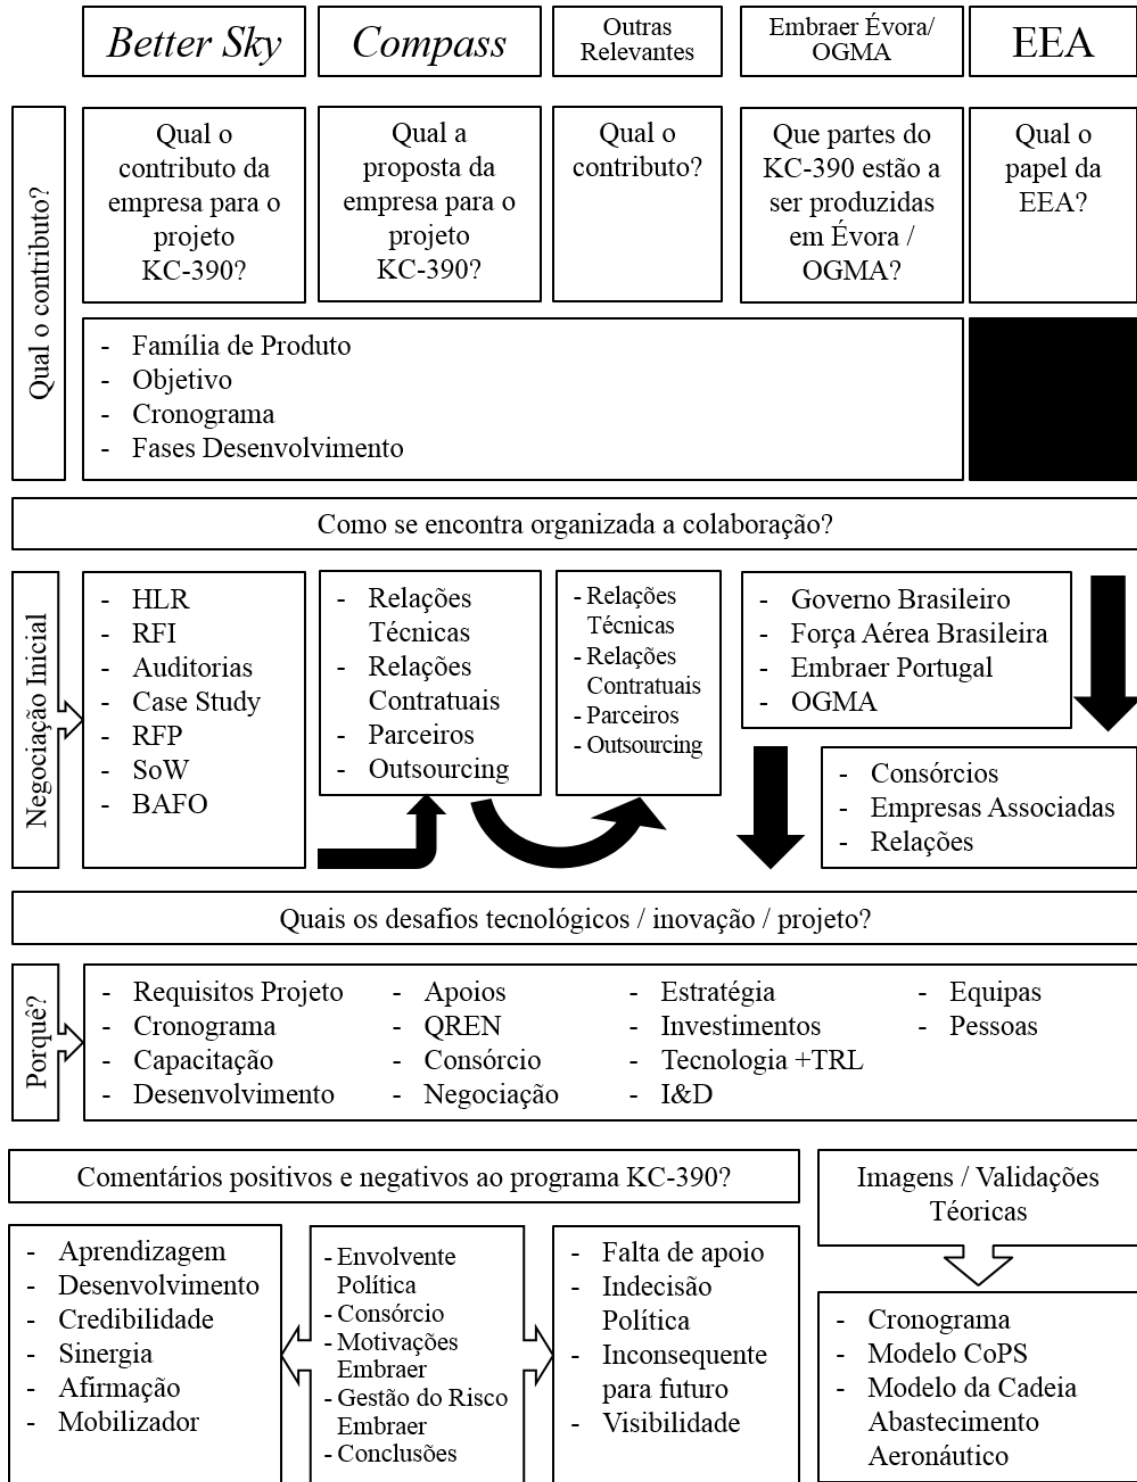 Better Sky
Compass
Outras
Relevantes
Embraer Évora/
OGMA
EEA
Qual o contributo?
Qual o
contributo da
empresa para o
projeto
KC-390?
Qual a
proposta da
empresa para o
projeto
KC-390?
Qual o
contributo?
Que partes do
KC-390 estão a
ser produzidas
em Évora /
OGMA?
Qual o
papel da
EEA?
- Família de Produto
- Objetivo
- Cronograma
- Fases Desenvolvimento
Como se encontra organizada a colaboração?
Negociação Inicial
- HLR
- RFI
- Auditorias
- Case Study
- RFP
- SoW
- BAFO
- Relações
Técnicas
- Relações
Contratuais
- Parceiros
- Outsourcing
- Relações
Técnicas
- Relações
Contratuais
- Parceiros
- Outsourcing
- Governo Brasileiro
- Força Aérea Brasileira
- Embraer Portugal
- OGMA
- Consórcios
- Empresas Associadas
- Relações
Quais os desafios tecnológicos / inovação / projeto?
Porquê?
- Requisitos Projeto
- Cronograma
- Capacitação
- Desenvolvimento
- Apoios
- QREN
- Consórcio
- Negociação
- Estratégia
- Investimentos
- Tecnologia +TRL
- I&D
- Equipas
- Pessoas
Comentários positivos e negativos ao programa KC-390?
- Aprendizagem
- Desenvolvimento
- Credibilidade
- Sinergia
- Afirmação
- Mobilizador
- Envolvente
Política
- Consórcio
- Motivações
Embraer
- Gestão do Risco
Embraer
- Conclusões
- Falta de apoio
- Indecisão
Política
- Inconsequente
para futuro
- Visibilidade
Imagens / Validações
Téoricas
- Cronograma
- Modelo CoPS
- Modelo da Cadeia
Abastecimento
Aeronáutico